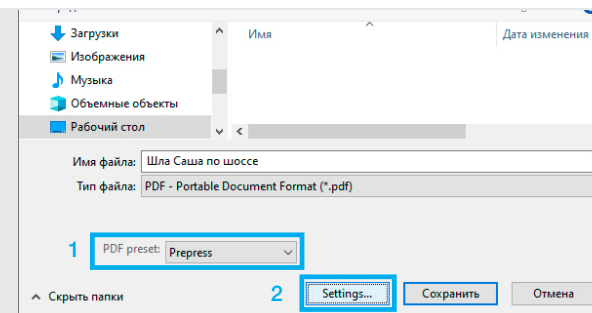 Загрузки
Имя
Дата изменения
Изображения
Музыка
Объемные объекты
Рабочий стол
Имя файла: Шла Саша по шоссе
Тип файла: PDF - Portable Document Format (*.pdf)
1 PDF preset: Prepress
Скрыть папки 2 Settings... Сохранить Отмена